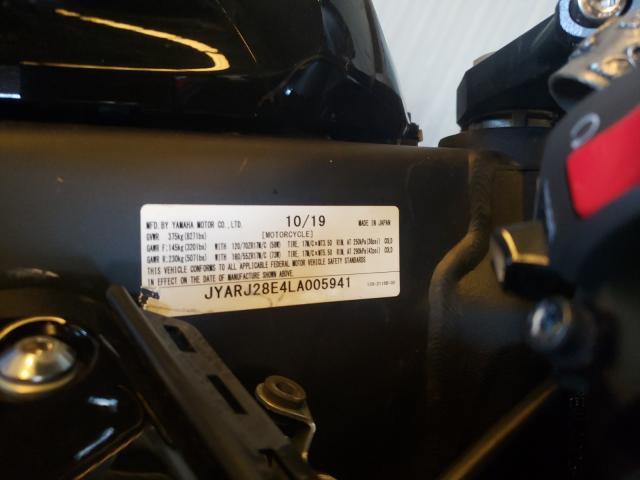 MFD. BY YAMAHA MOTOR CO., LTD. 10/19 MADE IN JAPAN
GVWR 375kg (827lbs) [MOTORCYCLE]
GAWR F: 145kg (320lbs) WITH 120/70ZR17M/C (58W) TIRE, 17M/C×MT3.50 RIM, AT 250kPa(36psi) COLD
GAWR R: 230kg (507lbs) WITH 180/55ZR17M/C (73W) TIRE, 17M/C×MT5.50 RIM, AT 290kPa(42psi) COLD
THIS VEHICLE CONFORMS TO ALL APPLICABLE FEDERAL MOTOR VEHICLE SAFETY STANDARDS
IN EFFECT ON THE DATE OF MANUFACTURE SHOWN ABOVE.
JYARJ28E4LA005941